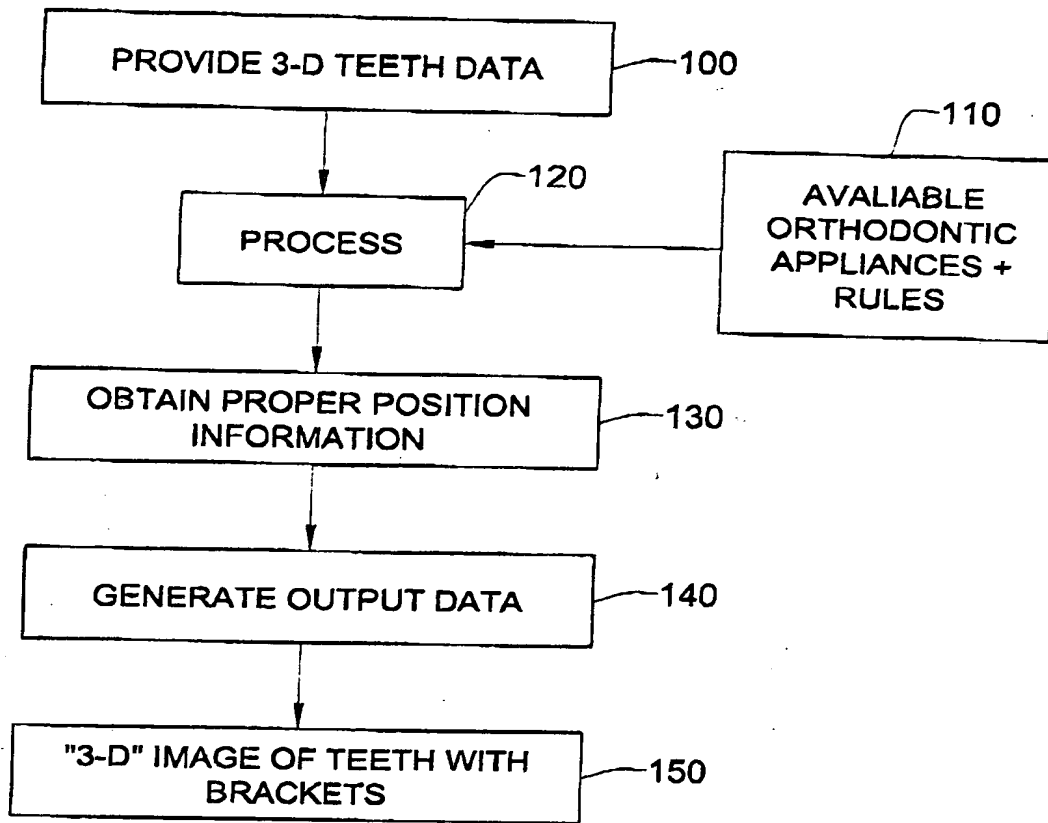 PROVIDE 3-D TEETH DATA
100
110
120
PROCESS
AVALIABLE
ORTHODONTIC
APPLIANCES +
RULES
OBTAIN PROPER POSITION
INFORMATION
130
GENERATE OUTPUT DATA
140
"3-D" IMAGE OF TEETH WITH
BRACKETS
150